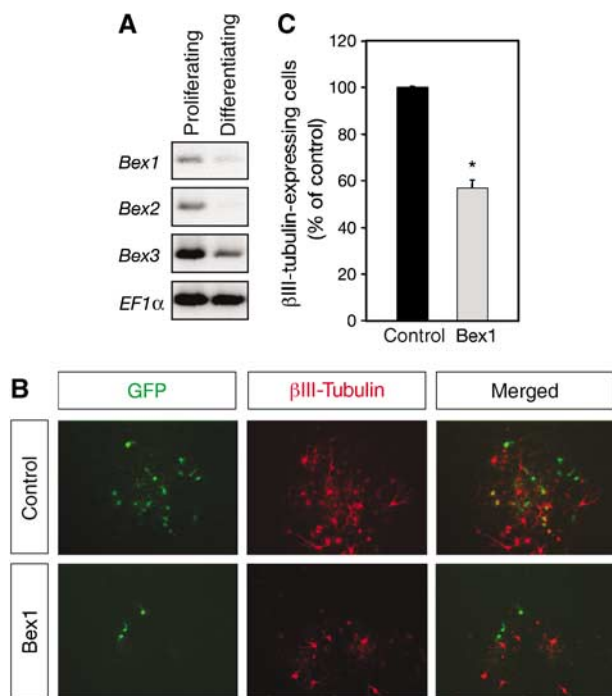 A
Proliferating
Differentiating
Bex1
Bex2
Bex3
EF1α
C
βIII-tubulin-expressing cells
(% of control)
120
100
80
60
40
20
0
*
Control
Bex1
B
GFP
βIII-Tubulin
Merged
Control
Bex1